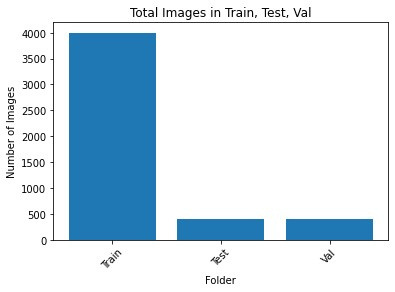 Total Images in Train, Test, Val
Number of Images
4000
3500
3000
2500
2000
1500
1000
500
0
Train
Test
Val
Folder